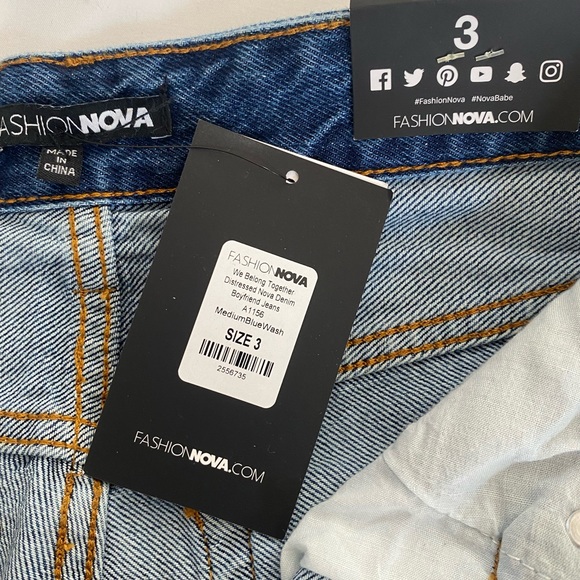 3
#FashionNova #NovaBabe
FASHIONNOVA.COM
ASHIONNOVA
MADE
IN
CHINA
FASHIONNOVA
We Belong Together
Distressed Nova Denim
Boyfriend Jeans
A1156
MediumBlueWash
SIZE 3
2556735
FASHIONNOVA.COM